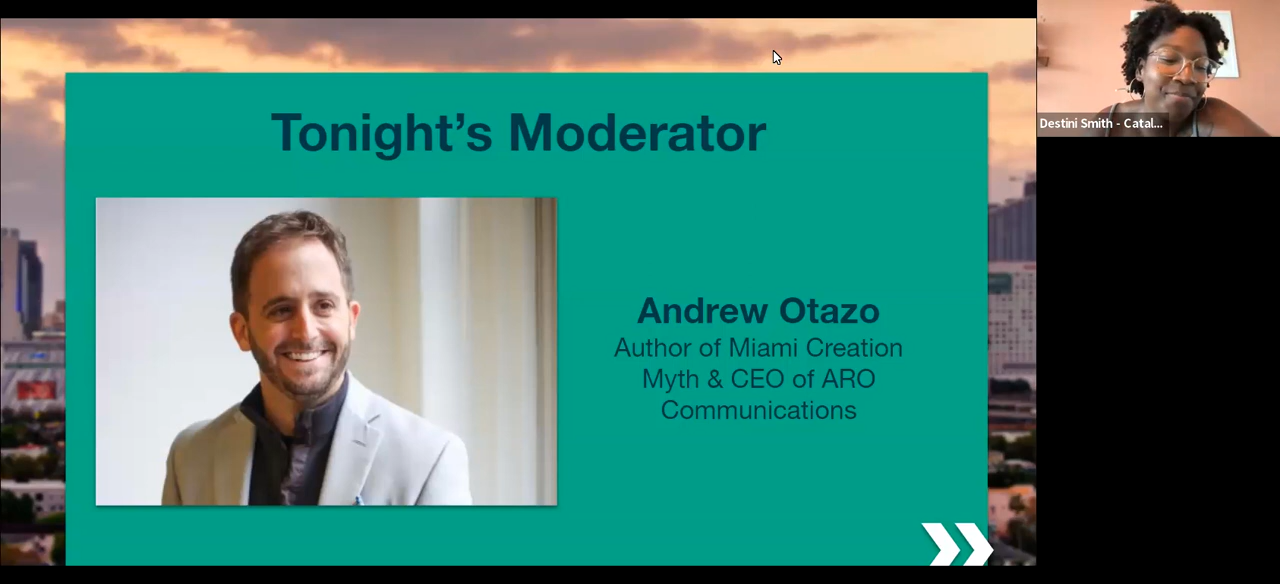 Tonight’s Moderator
Andrew Otazo
Author of Miami Creation
Myth & CEO of ARO
Communications
Destini Smith - Catal...